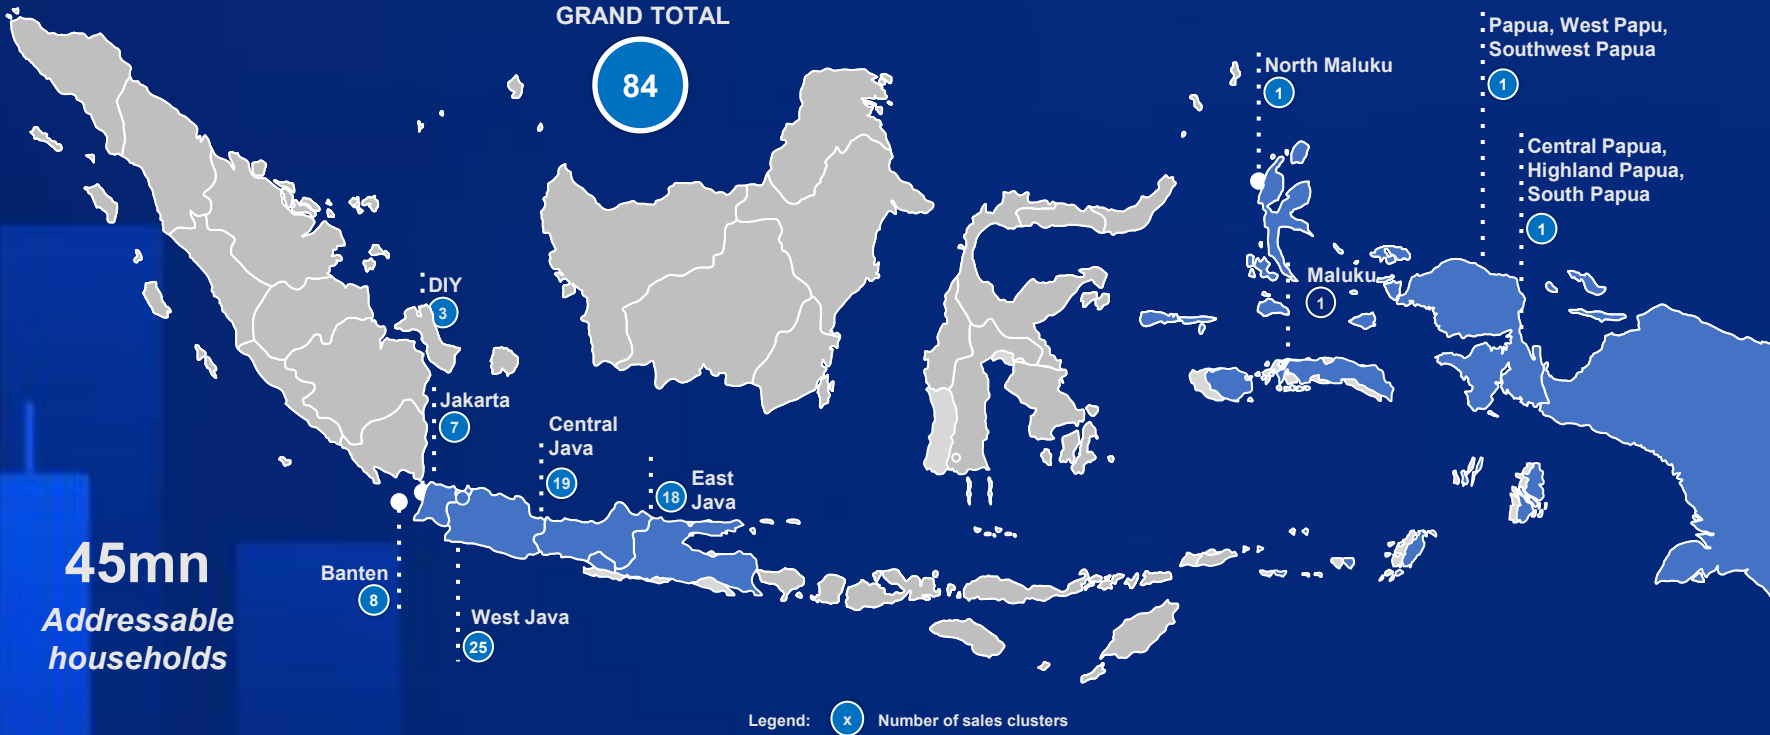 GRAND TOTAL
84
Papua, West Papu,
Southwest Papua
1
North Maluku
1
Central Papua,
Highland Papua,
South Papua
1
Maluku
1
DIY
3
Jakarta
7
Central
Java
19
East
Java
18
Banten
8
West Java
25
45mn
Addressable
households
Legend:
x
Number of sales clusters